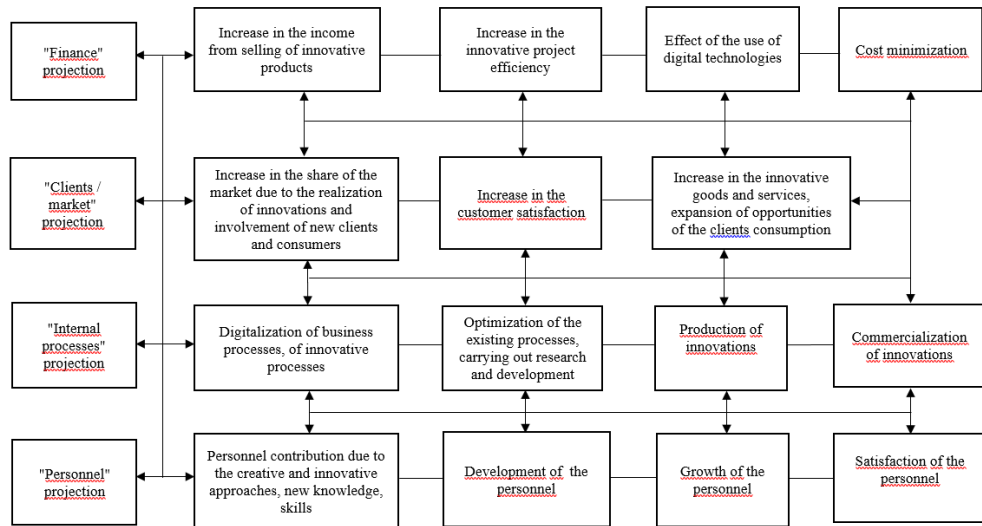 "Finance"
projection
Increase in the income
from selling of innovative
products
Increase in the
innovative project
efficiency
Effect of the use of
digital technologies
Cost minimization
"Clients /
market"
projection
Increase in the share of the
market due to the realization
of innovations and
involvement of new clients
and consumers
Increase in the
customer satisfaction
Increase in the innovative
goods and services,
expansion of opportunities
of the clients consumption
"Internal
processes"
projection
Digitalization of business
processes, of innovative
processes
Optimization of the
existing processes,
carrying out research
and development
Production of
innovations
Commercialization
of innovations
"Personnel"
projection
Personnel contribution due to
the creative and innovative
approaches, new knowledge,
skills
Development of the
personnel
Growth of the
personnel
Satisfaction of the
personnel